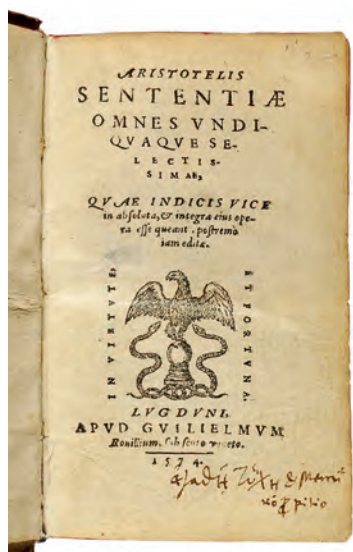 ARISTOTELIS
SENTENTIÆ
OMNES VNDI-
QVAQVE SE-
LECTIS-
SIMAE,
QVAE INDICIS VICE
in absoluta, & integra eius ope-
ra esse queant, postremò
iam editæ.
IN VIRTVTE,
ET FORTVNA.
LVGDVNI,
APVD GVILIELMVM
Rouillium, sub scuto veneto.
1574.